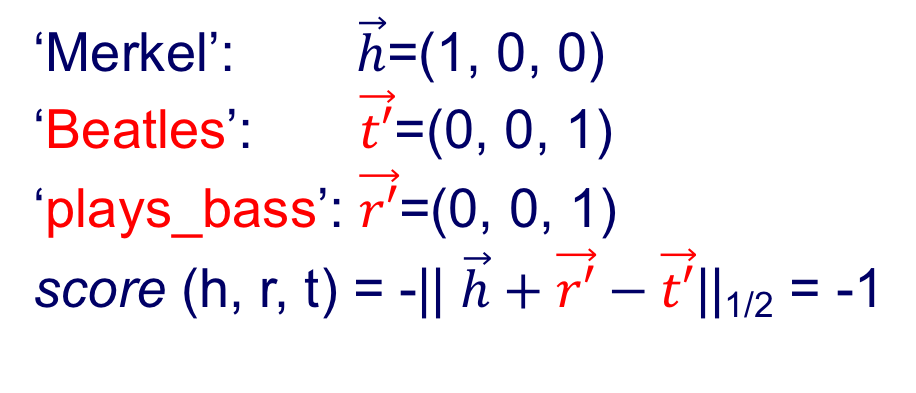 ‘Merkel’: h⃗=(1, 0, 0)
‘Beatles’: t′⃗=(0, 0, 1)
‘plays_bass’: r′⃗=(0, 0, 1)
score (h, r, t) = -|| h⃗ + r′⃗ − t′⃗||₁/₂ = -1